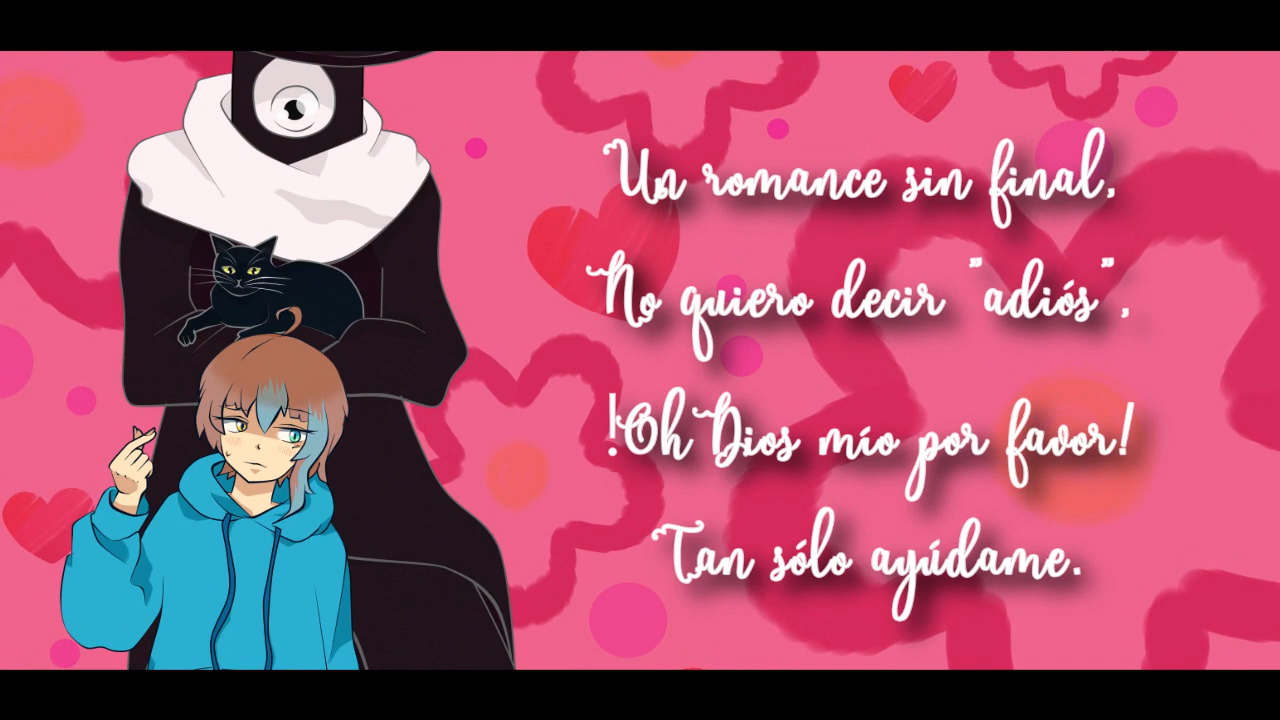 Un romance sin final,
No quiero decir "adiós".
!Oh Dios mío por favor!
Tan sólo ayúdame.